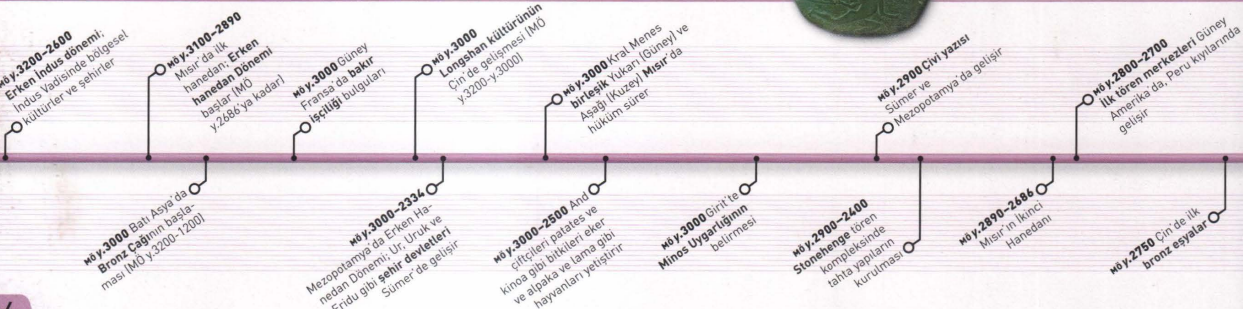 MÖ y.3200–2600
Erken İndus dönemi;
İndus Vadisinde bölgesel
kültürler ve şehirler
MÖ y.3100–2890
Mısır'da ilk
hanedan; Erken
hanedan Dönemi
başlar (MÖ
y.2686'ya kadar)
MÖ y.3000 Güney
Fransa'da bakır
işçiliği bulguları
MÖ y.3000
Longshan kültürünün
Çin'de gelişmesi (MÖ
y.3200-y.3000)
MÖ y.3000 Kral Menes
birleşik Yukarı (Güney) ve
Aşağı (Kuzey) Mısır'da
hüküm sürer
MÖ y.2900 Çivi yazısı
Sümer ve
Mezopotamya'da gelişir
MÖ y.2800–2700
İlk tören merkezleri Güney
Amerika'da, Peru kıyılarında
gelişir
MÖ y.3000 Batı Asya'da
Bronz Çağının başla-
ması (MÖ y.3200-1200)
MÖ y.3000–2334
Mezopotamya'da Erken Ha-
nedan Dönemi; Ur, Uruk ve
Eridu gibi şehir devletleri
Sümer'de gelişir
MÖ y.3000–2500 And
çiftçileri patates ve
kinoa gibi bitkileri eker
ve alpaka ve lama gibi
hayvanları yetiştirir
MÖ y.3000 Girit'te
Minos Uygarlığının
belirmesi
MÖ y.2900–2400
Stonehenge tören
kompleksinde
tahta yapıların
kurulması
MÖ y.2890–2686
Mısır'ın İkinci
Hanedanı
MÖ y.2750 Çin'de ilk
bronz eşyalar